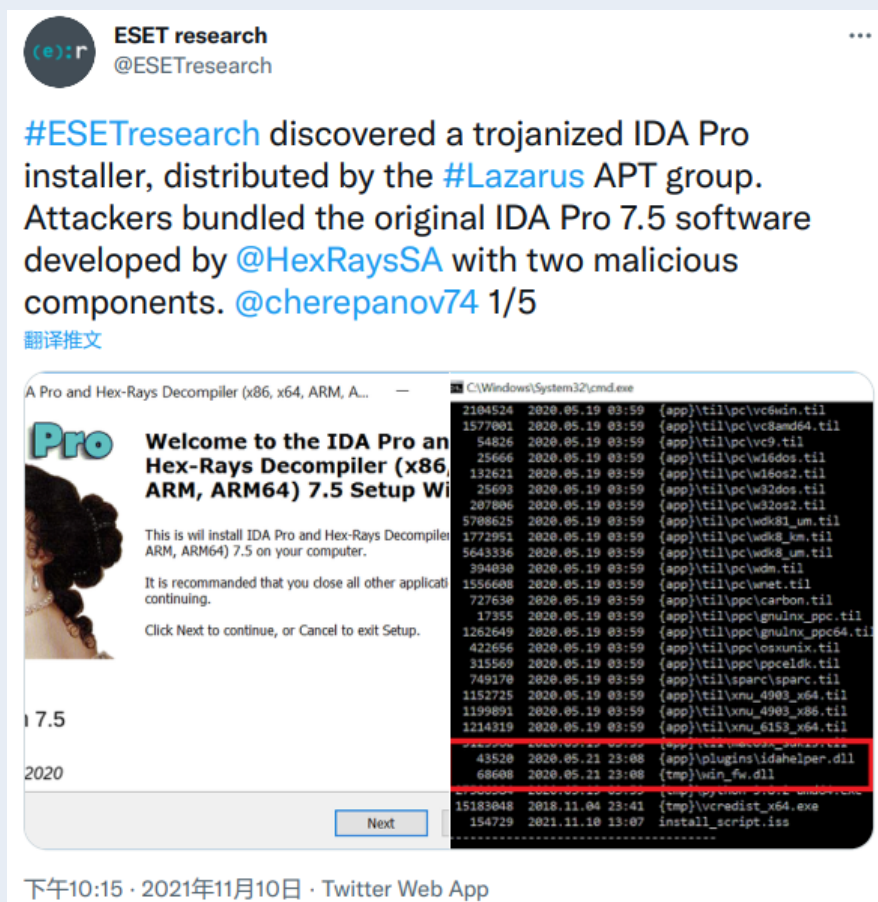 (e):r
ESET research
@ESETresearch
#ESETresearch discovered a trojanized IDA Pro
installer, distributed by the #Lazarus APT group.
Attackers bundled the original IDA Pro 7.5 software
developed by @HexRaysSA with two malicious
components. @cherepanov74 1/5
翻译推文
A Pro and Hex-Rays Decompiler (x86, x64, ARM, A...
Pro
Welcome to the IDA Pro an
Hex-Rays Decompiler (x86,
ARM, ARM64) 7.5 Setup Wi
This is wil install IDA Pro and Hex-Rays Decompiler
ARM, ARM64) 7.5 on your computer.
It is recommanded that you close all other applicati
continuing.
Click Next to continue, or Cancel to exit Setup.
7.5
2020
Next
C:\Windows\System32\cmd.exe
2104524 2020.05.19 03:59 {app}\til\pc\vc6win.til
1577001 2020.05.19 03:59 {app}\til\pc\vc8amd64.til
54826 2020.05.19 03:59 {app}\til\pc\vc9.til
25666 2020.05.19 03:59 {app}\til\pc\w16dos.til
132621 2020.05.19 03:59 {app}\til\pc\w16os2.til
25693 2020.05.19 03:59 {app}\til\pc\w32dos.til
207806 2020.05.19 03:59 {app}\til\pc\w32os2.til
5708625 2020.05.19 03:59 {app}\til\pc\wdk81_um.til
1772951 2020.05.19 03:59 {app}\til\pc\wdk8_km.til
5643336 2020.05.19 03:59 {app}\til\pc\wdk8_um.til
394030 2020.05.19 03:59 {app}\til\pc\wdm.til
1556608 2020.05.19 03:59 {app}\til\pc\wnet.til
727630 2020.05.19 03:59 {app}\til\ppc\carbon.til
17355 2020.05.19 03:59 {app}\til\ppc\gnulnx_ppc.til
1262649 2020.05.19 03:59 {app}\til\ppc\gnulnx_ppc64.til
422656 2020.05.19 03:59 {app}\til\ppc\osxunix.til
315569 2020.05.19 03:59 {app}\til\ppc\ppceldk.til
749170 2020.05.19 03:59 {app}\til\sparc\sparc.til
1152725 2020.05.19 03:59 {app}\til\xnu_4903_x64.til
1199891 2020.05.19 03:59 {app}\til\xnu_4903_x86.til
1214319 2020.05.19 03:59 {app}\til\xnu_6153_x64.til
43520 2020.05.21 23:08 {app}\plugins\idahelper.dll
68608 2020.05.21 23:08 {tmp}\win_fw.dll
15183048 2018.11.04 23:41 {tmp}\vcredist_x64.exe
154729 2021.11.10 13:07 install_script.iss
下午10:15 · 2021年11月10日 · Twitter Web App